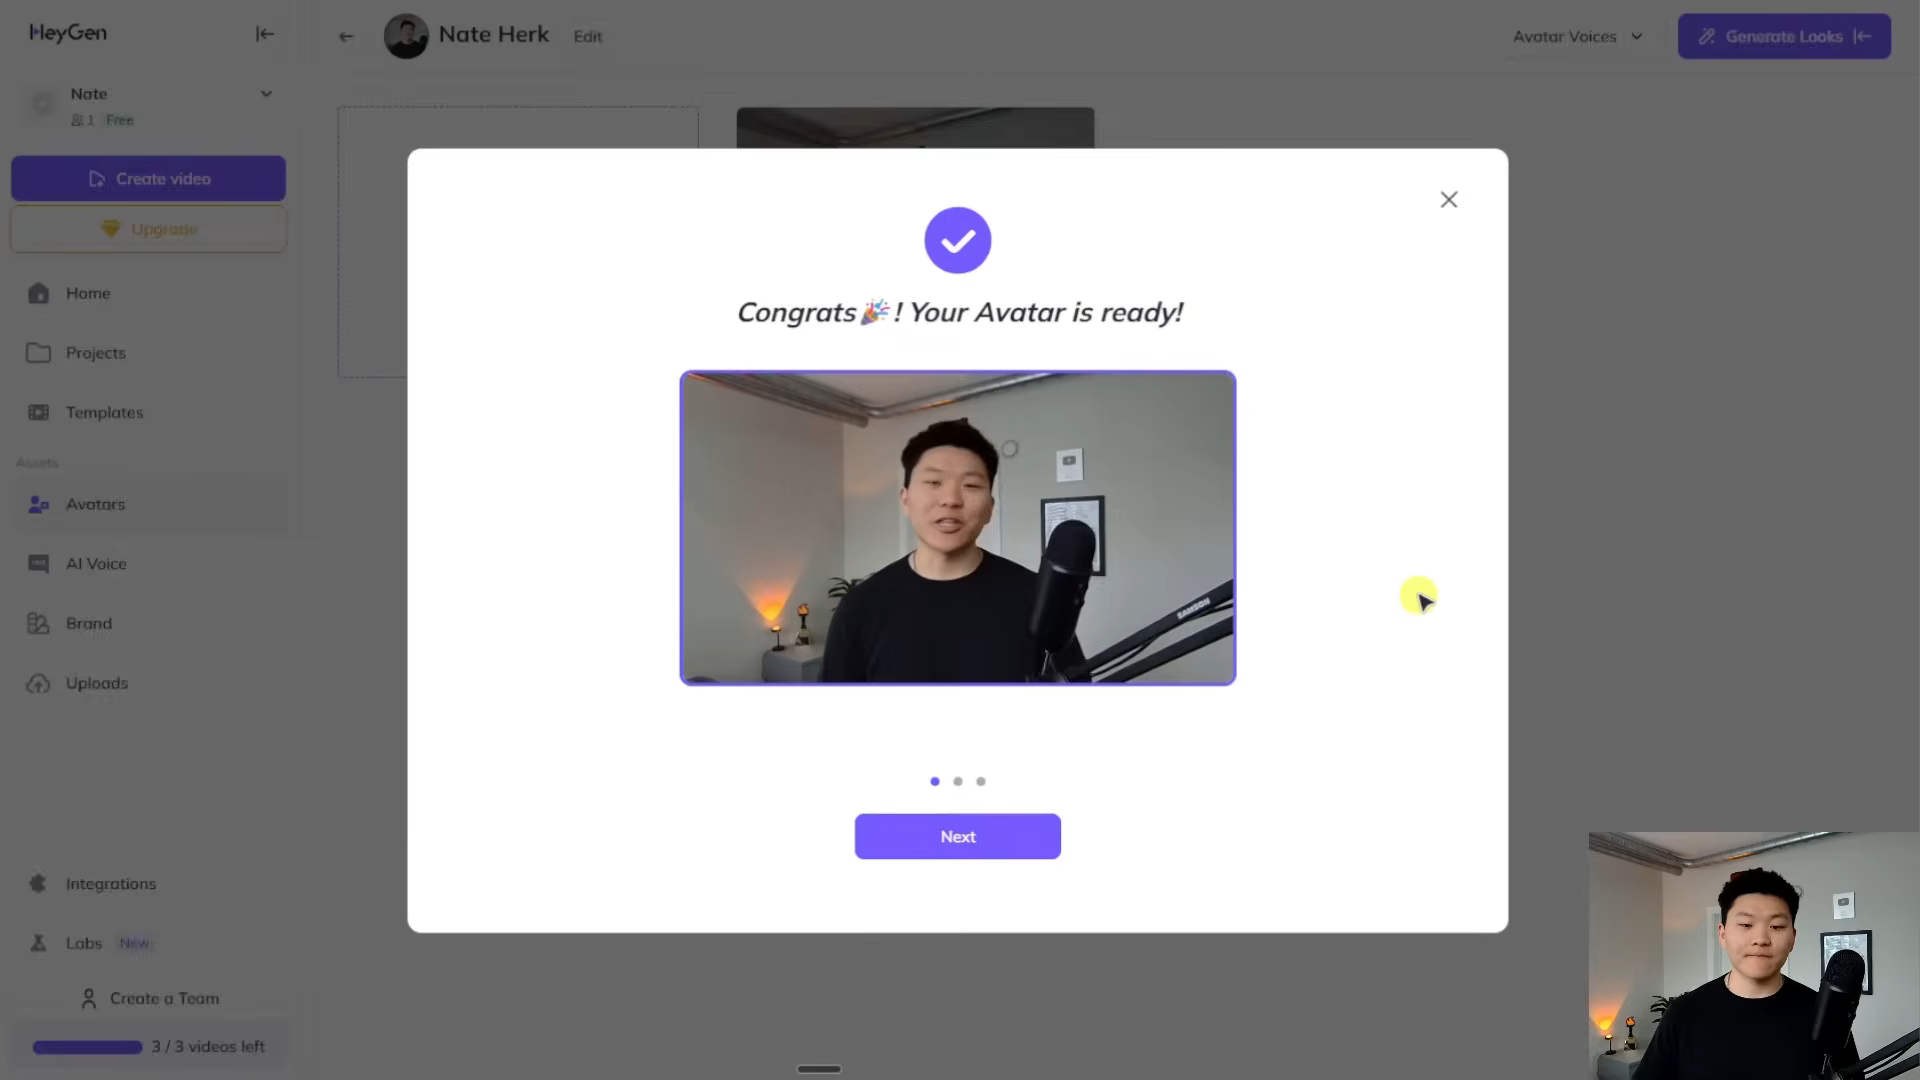 HeyGen
Nate Herk
Edit
Avatar Voices
Generate Looks
Nate
1 Free
Create video
Upgrade
Home
Projects
Templates
Assets
Avatars
AI Voice
Brand
Uploads
Integrations
Labs New
Create a Team
3 / 3 videos left
Congrats🎉! Your Avatar is ready!
SAMSON
Next